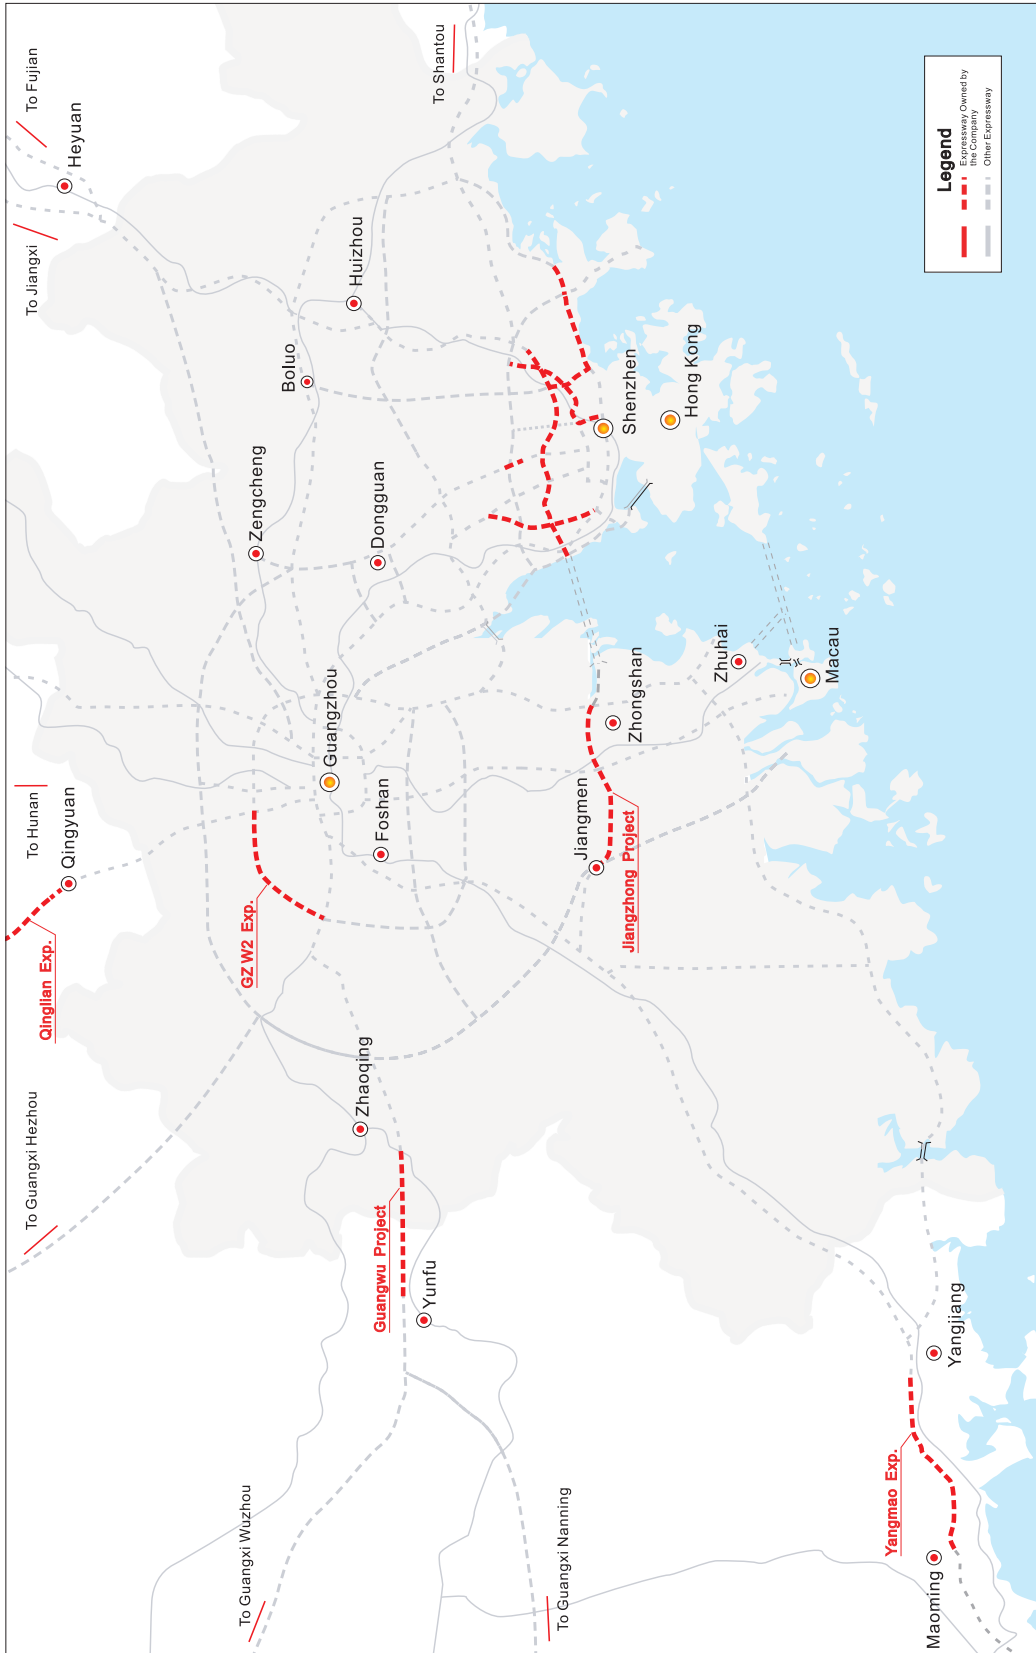 To Shantou
To Fujian
Heyuan
To Jiangxi
Huizhou
Boluo
Zengcheng
Dongguan
Shenzhen
Hong Kong
Legend
Expressway Owned by
the Company
Other Expressway
Guangzhou
Foshan
Zhongshan
Zhuhai
Macau
Jiangmen
Jiangzhong Project
To Hunan
Qingyuan
Qinglian Exp.
GZ W2 Exp.
Zhaoqing
To Guangxi Hezhou
Guangwu Project
Yunfu
Yangjiang
Yangmao Exp.
Maoming
To Guangxi Wuzhou
To Guangxi Nanning